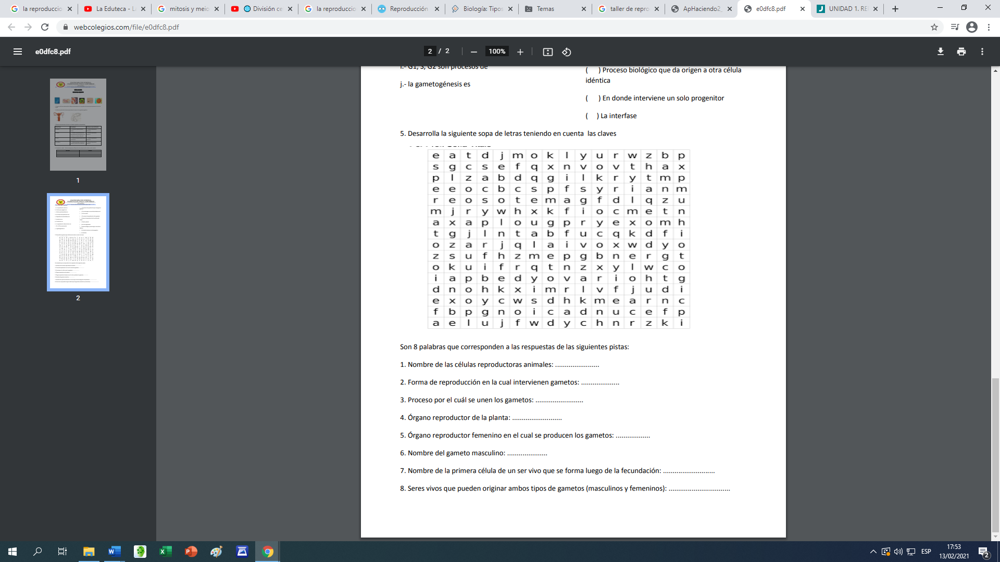 la reproduccio
La Eduteca - L
mitosis y meio
División ce
la reproduccio
Reproducción
Biología: Tipos
Temas
taller de repro
ApHaciendo2_
e0dfc8.pdf
UNIDAD 1. RE
webcolegios.com/file/e0dfc8.pdf
e0dfc8.pdf
2 / 2
100%
1
2
i.- G1, S, G2 son procesos de
( ) Proceso biológico que da origen a otra célula
idéntica
j.- la gametogénesis es
( ) En donde interviene un solo progenitor
( ) La interfase
5. Desarrolla la siguiente sopa de letras teniendo en cuenta las claves
e a t d j m o k l y u r w z b p
s g c s e f q x n v o v t h a x
p l z a b d q g i l k r y t m p
e e o c b c s p f s y r i a n m
r e o s o t e m a g f d l q z u
m j r y w h x k f i o c m e t n
a x a p l o u g p r y e x o m h
t g j l n t a b f u c q k d f i
o z a r j q l a i v o x w d y o
z s u f h z m e p g b n e r g t
o k u i f r q t n z x y l w c o
i a p b e d y o v a r i o h t g
d n o h k x i m r l v f j u d i
e x o y c w s d h k m e a r n c
f b p g n o i c a d n u c e f p
a e l u j f w d y c h n r z k i
Son 8 palabras que corresponden a las respuestas de las siguientes pistas:
1. Nombre de las células reproductoras animales: .......................
2. Forma de reproducción en la cual intervienen gametos: ....................
3. Proceso por el cuál se unen los gametos: .........................
4. Órgano reproductor de la planta: ..........................
5. Órgano reproductor femenino en el cual se producen los gametos: ..................
6. Nombre del gameto masculino: .....................
7. Nombre de la primera célula de un ser vivo que se forma luego de la fecundación: ...........................
8. Seres vivos que pueden originar ambos tipos de gametos (masculinos y femeninos): ................................
ESP
17:53
13/02/2021
2